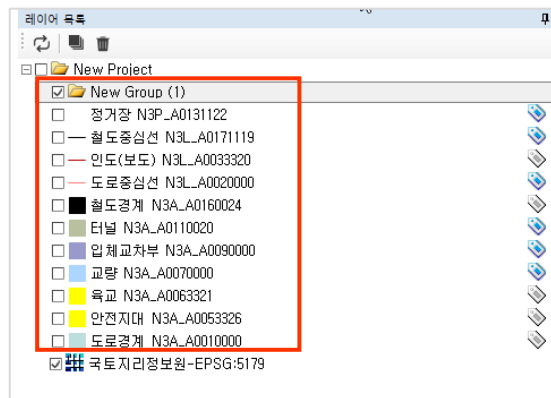 레이어 목록
New Project
New Group (1)
정거장 N3P_A0131122
철도중심선 N3L_A0171119
인도(보도) N3L_A0033320
도로중심선 N3L_A0020000
철도경계 N3A_A0160024
터널 N3A_A0110020
입체교차부 N3A_A0090000
교량 N3A_A0070000
육교 N3A_A0063321
안전지대 N3A_A0053326
도로경계 N3A_A0010000
국토지리정보원-EPSG:5179